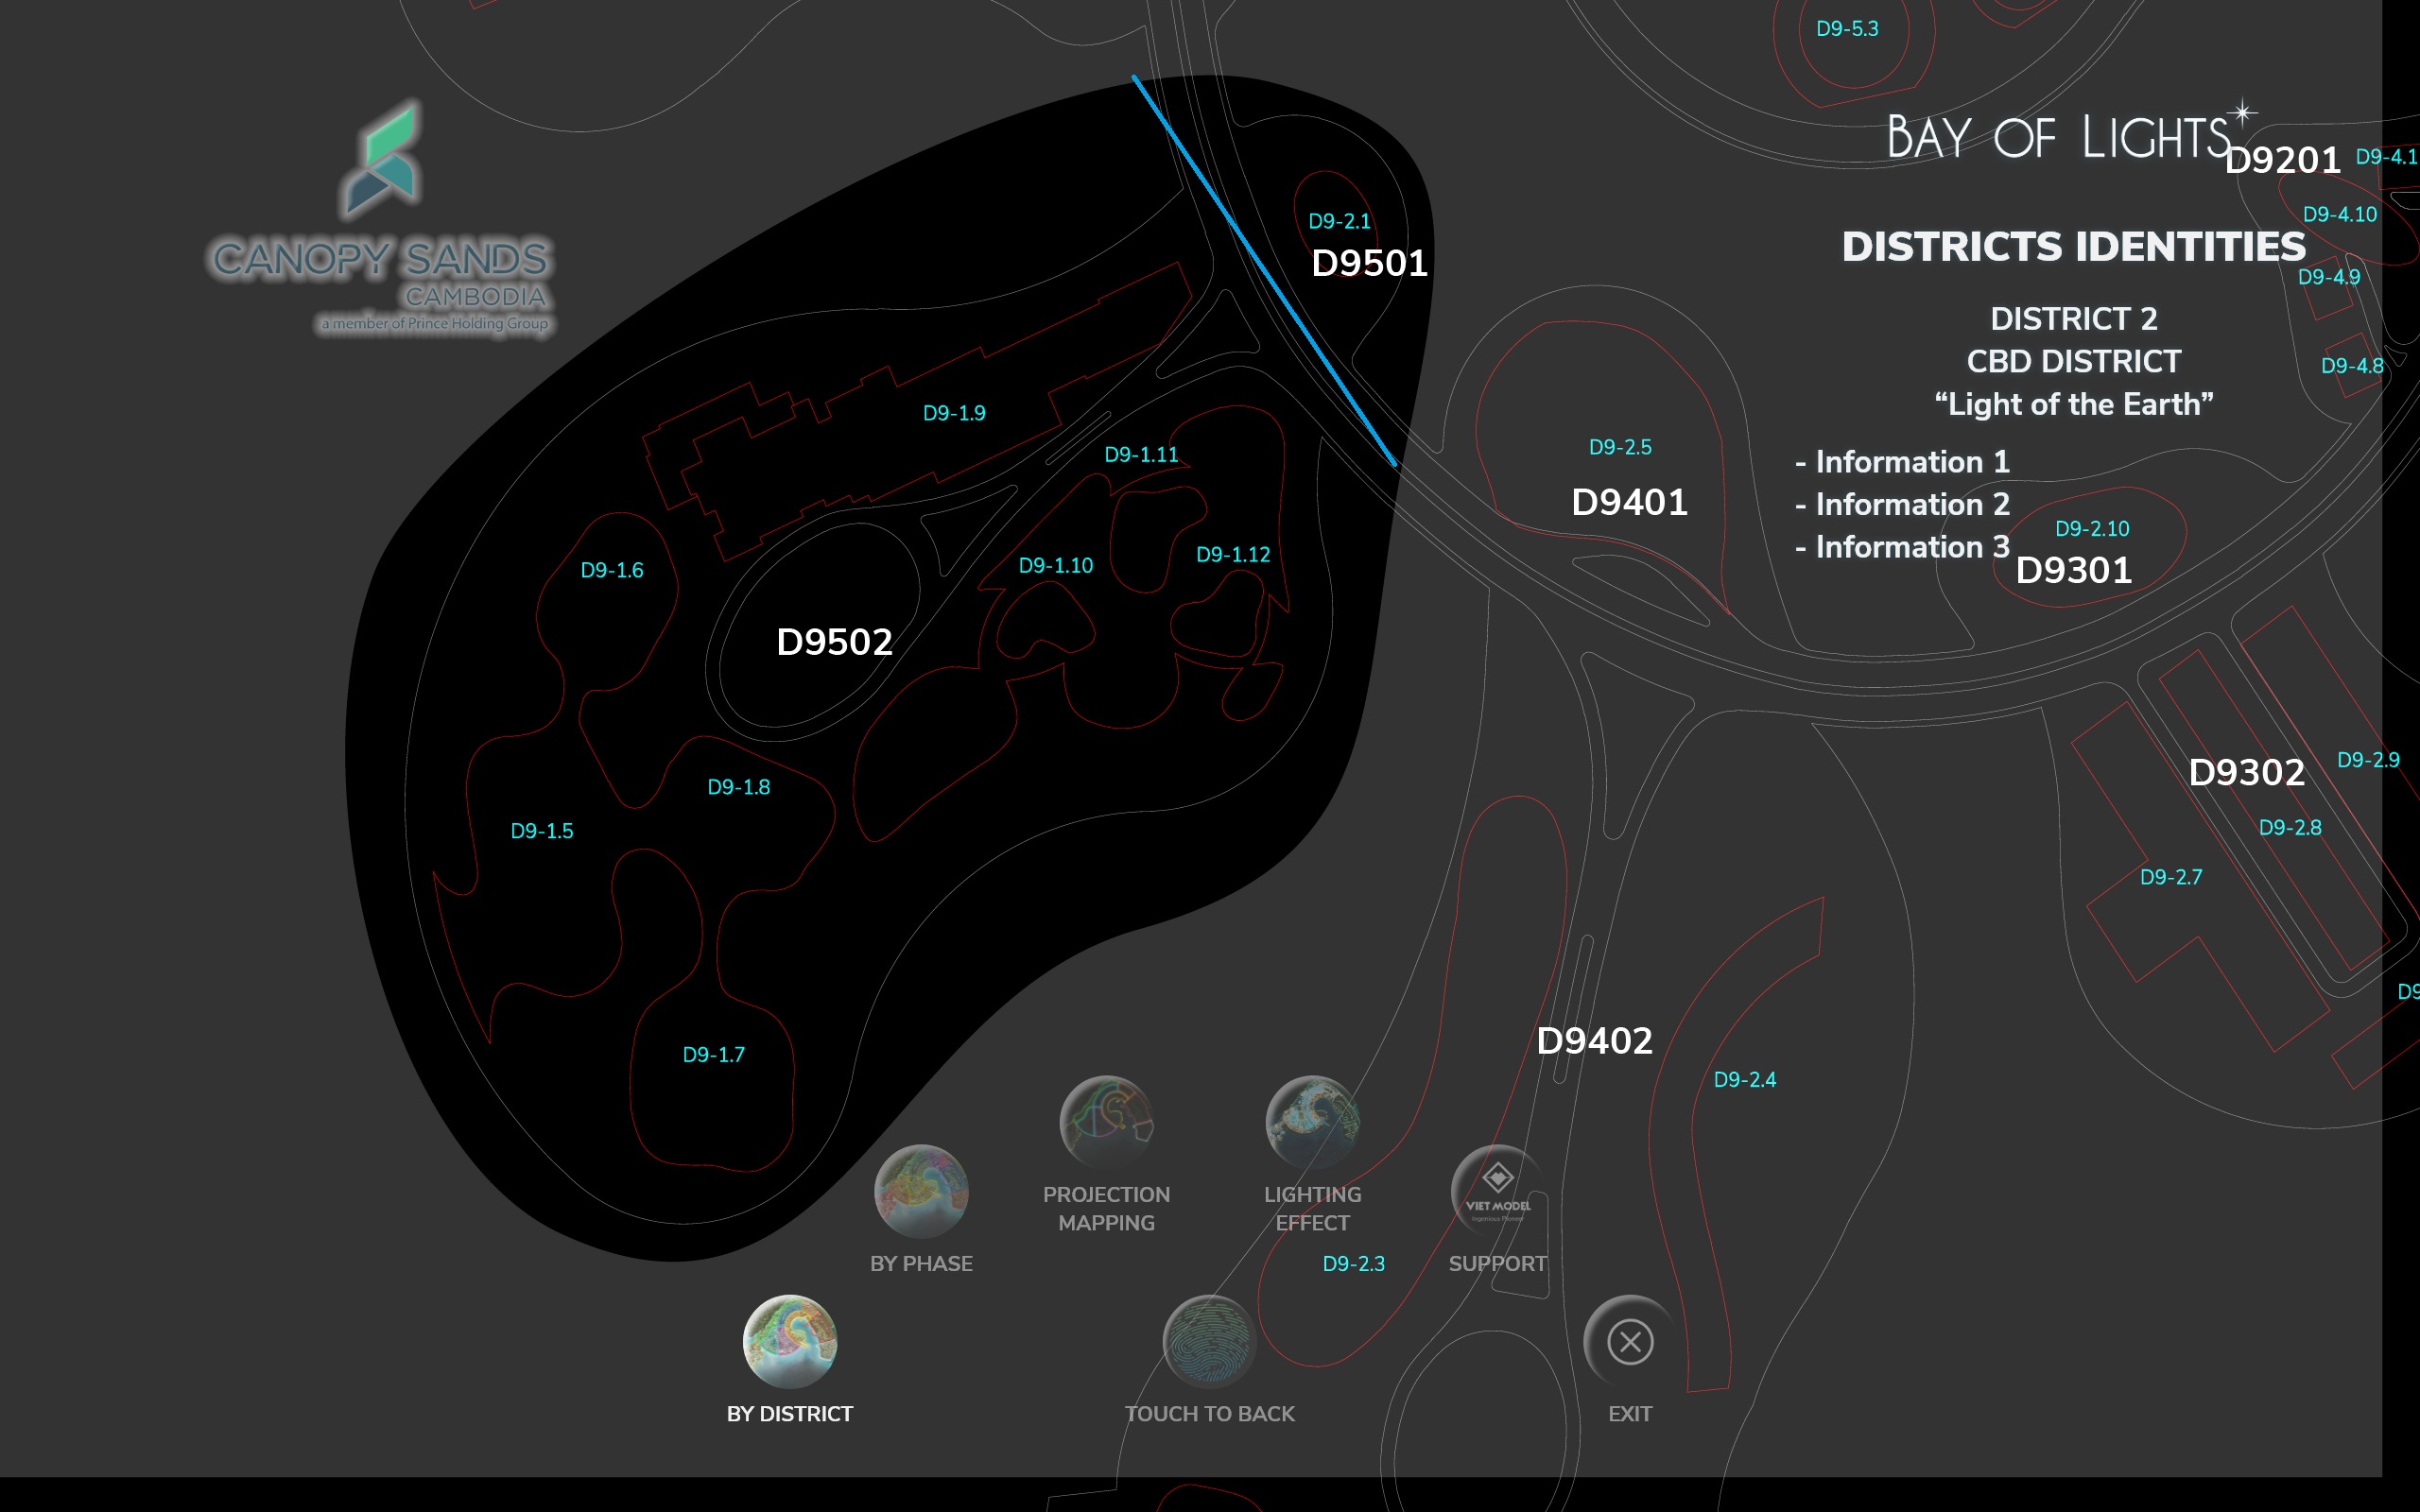 D9-5.3
BAY OF LIGHTS
D9201
D9-4.1
D9-4.10
D9-2.1
D9501
DISTRICTS IDENTITIES
CANOPY SANDS
CAMBODIA
a member of Prince Holding Group
D9-4.9
DISTRICT 2
CBD DISTRICT
“Light of the Earth”
D9-4.8
D9-1.9
D9-1.11
D9-2.5
- Information 1
D9401
- Information 2
D9-2.10
- Information 3
D9-1.6
D9-1.10
D9-1.12
D9301
D9502
D9-2.9
D9302
D9-1.8
D9-1.5
D9-2.8
D9-2.7
D9
D9402
D9-1.7
D9-2.4
PROJECTION
MAPPING
LIGHTING
EFFECT
VIET MODEL
Ingenious Pioneer
BY PHASE
D9-2.3
SUPPORT
BY DISTRICT
TOUCH TO BACK
EXIT